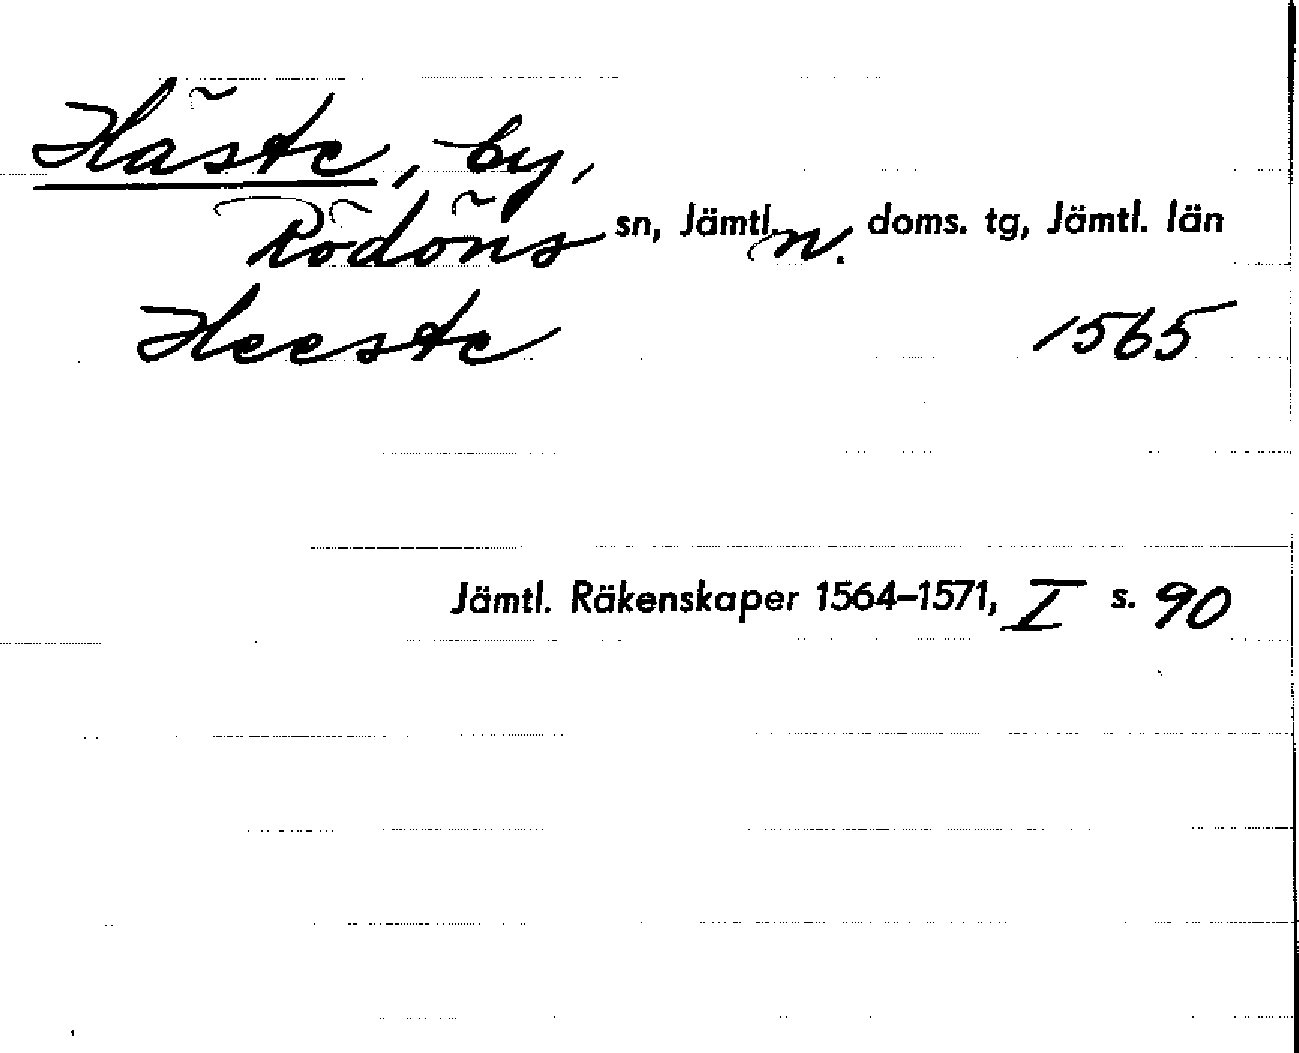 Häste, by,
Rödöns sn, Jämtl. n. doms. tg, Jämtl. län
Heeste 1565
Jämtl. Räkenskaper 1564–1571, I s. 90